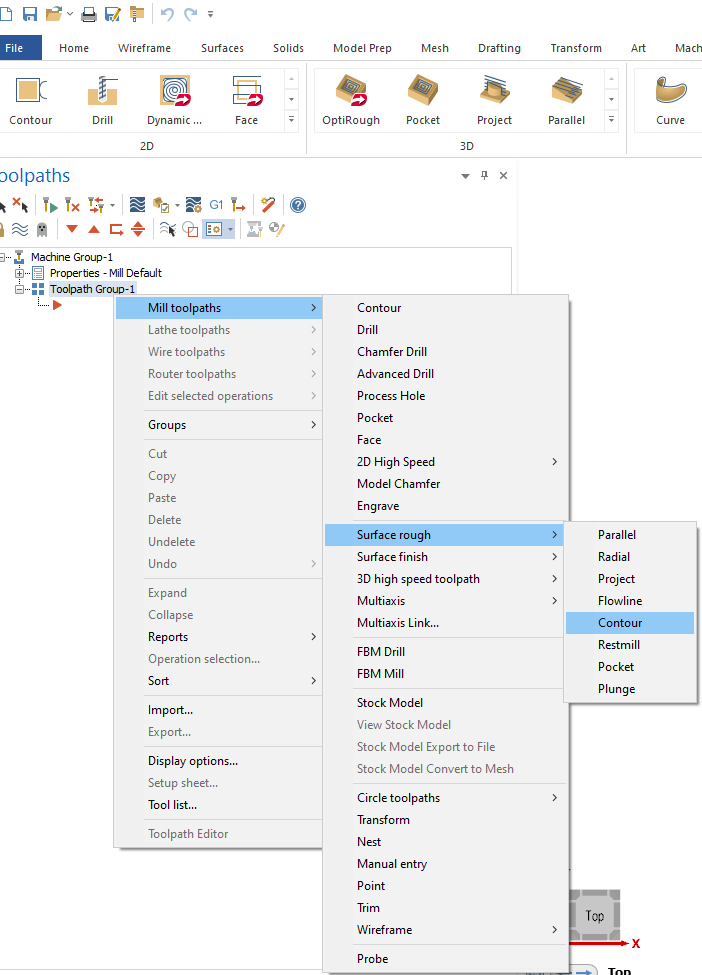 File Home Wireframe Surfaces Solids Model Prep Mesh Drafting Transform Art Mach
Contour Drill Dynamic ... Face OptiRough Pocket Project Parallel Curve
2D 3D
oolpaths
G1
Machine Group-1
Properties - Mill Default
Toolpath Group-1
Mill toolpaths
Lathe toolpaths
Wire toolpaths
Router toolpaths
Edit selected operations
Groups
Cut
Copy
Paste
Delete
Undelete
Undo
Expand
Collapse
Reports
Operation selection...
Sort
Import...
Export...
Display options...
Setup sheet...
Tool list...
Toolpath Editor
Contour
Drill
Chamfer Drill
Advanced Drill
Process Hole
Pocket
Face
2D High Speed
Model Chamfer
Engrave
Surface rough
Surface finish
3D high speed toolpath
Multiaxis
Multiaxis Link...
FBM Drill
FBM Mill
Stock Model
View Stock Model
Stock Model Export to File
Stock Model Convert to Mesh
Circle toolpaths
Transform
Nest
Manual entry
Point
Trim
Wireframe
Probe
Parallel
Radial
Project
Flowline
Contour
Restmill
Pocket
Plunge
Top
X
Top